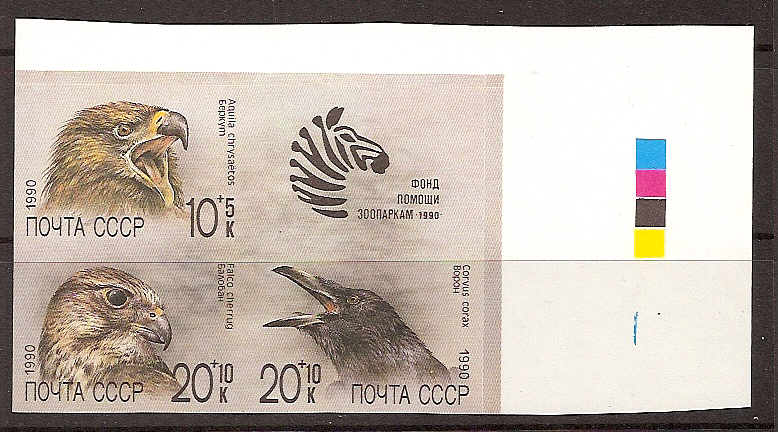 Aquila chrysaetos
Беркут
1990
10+5 К
ПОЧТА СССР
ФОНД
ПОМОЩИ
ЗООПАРКАМ ·1990·
Falco cherrug
Балобан
1990
20+10 К
ПОЧТА СССР
Corvus corax
Ворон
1990
20+10 К
ПОЧТА СССР